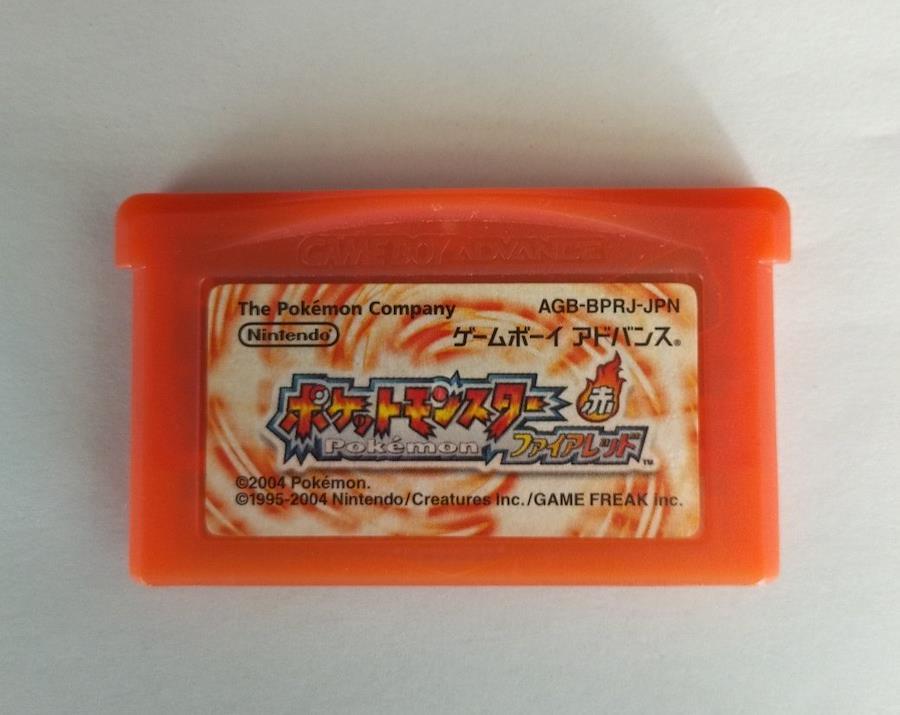 GAME BOY ADVANCE
The Pokémon Company AGB-BPRJ-JPN
Nintendo® ゲームボーイ アドバンス®
ポケットモンスター 赤
Pokémon ファイアレッド™
©2004 Pokémon.
©1995-2004 Nintendo/Creatures inc./GAME FREAK inc.